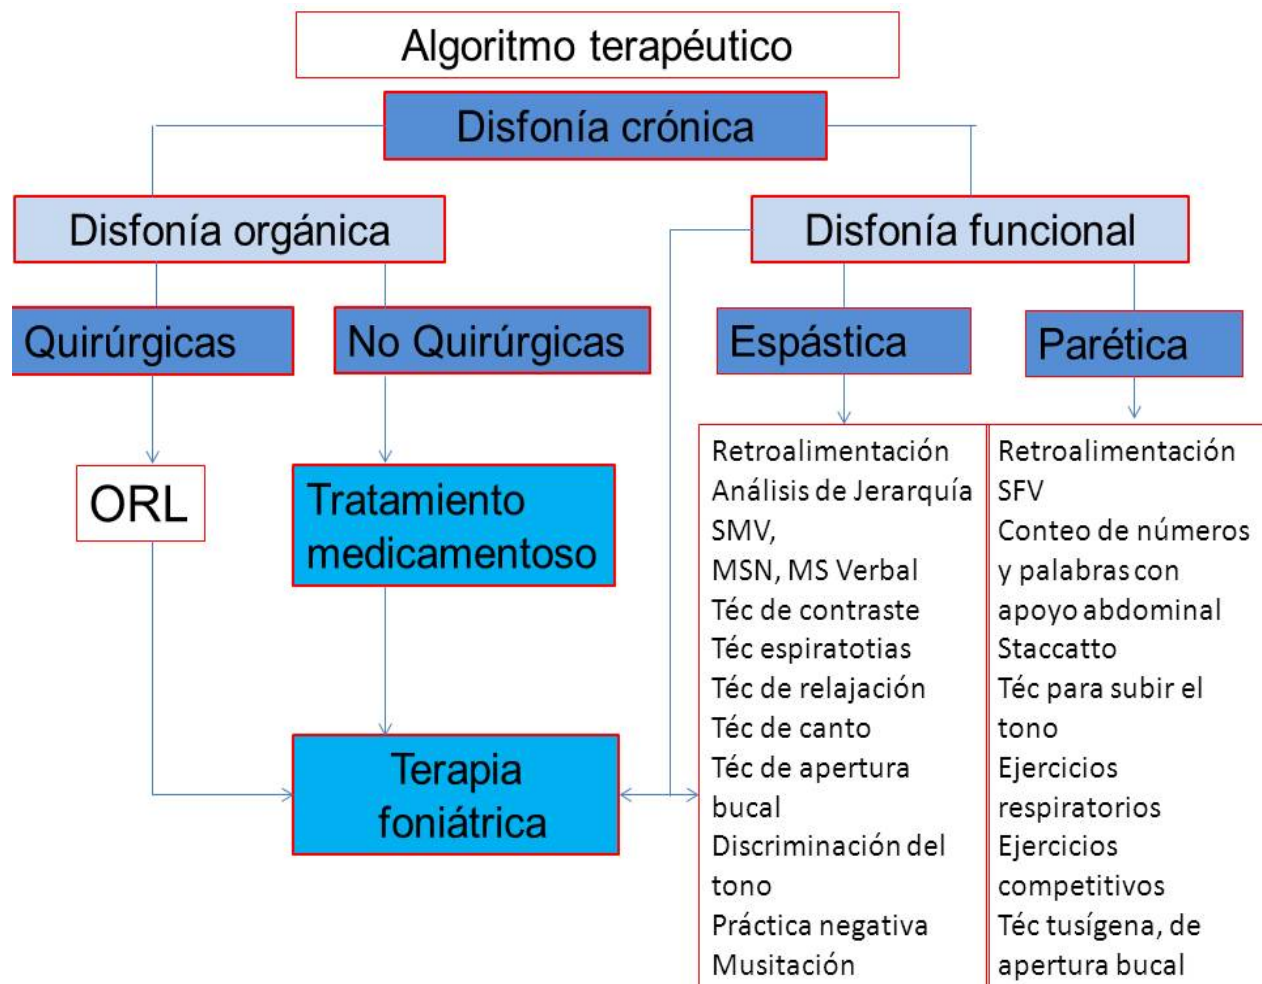 Algoritmo terapéutico
Disfonía crónica
Disfonía orgánica
Disfonía funcional
Quirúrgicas
No Quirúrgicas
Espástica
Parética
ORL
Tratamiento
medicamentoso
Terapia
foniátrica
Retroalimentación
Análisis de Jerarquía
SMV,
MSN, MS Verbal
Téc de contraste
Téc espiratotias
Téc de relajación
Téc de canto
Téc de apertura
bucal
Discriminación del
tono
Práctica negativa
Musitación
Retroalimentación
SFV
Conteo de números
y palabras con
apoyo abdominal
Staccatto
Téc para subir el
tono
Ejercicios
respiratorios
Ejercicios
competitivos
Téc tusígena, de
apertura bucal